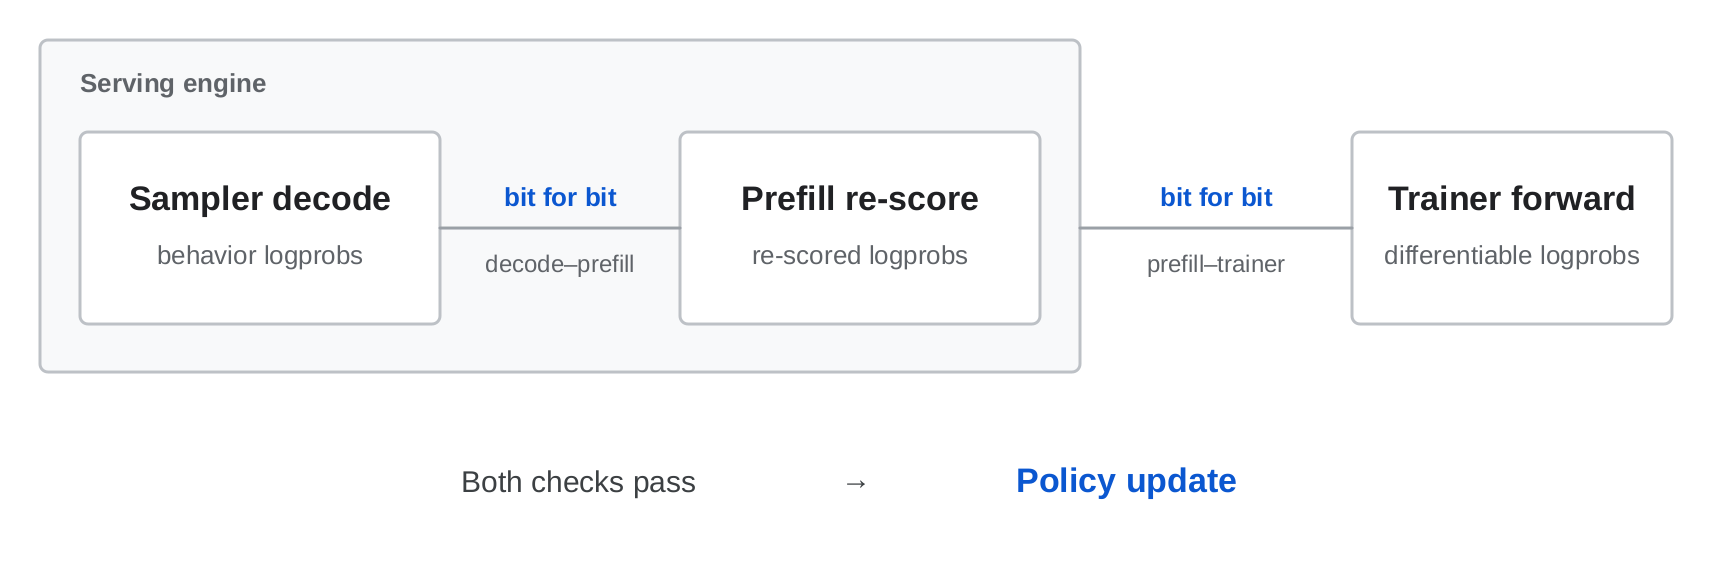 Serving engine
Sampler decode
behavior logprobs
bit for bit
decode–prefill
Prefill re-score
re-scored logprobs
bit for bit
prefill–trainer
Trainer forward
differentiable logprobs
Both checks pass → Policy update